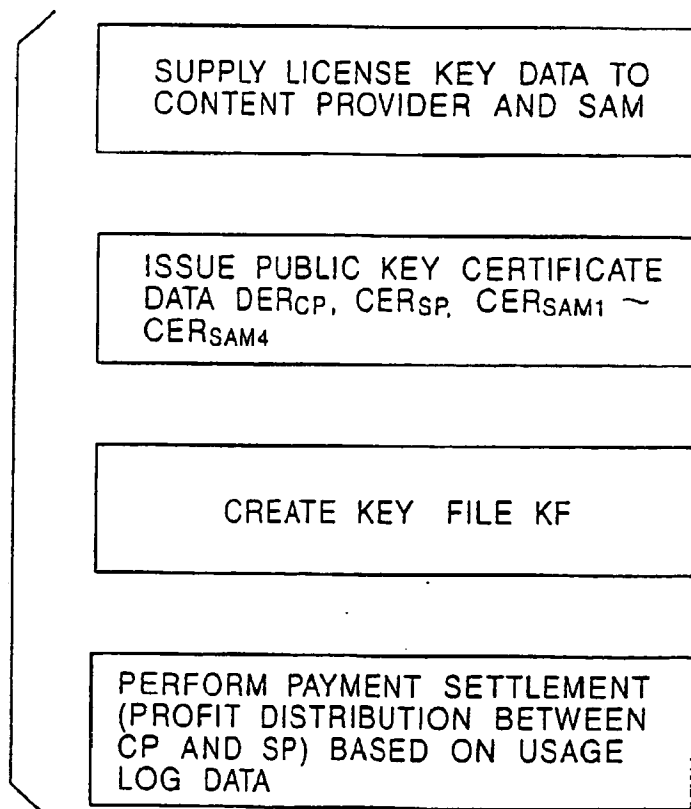 SUPPLY LICENSE KEY DATA TO
CONTENT PROVIDER AND SAM
ISSUE PUBLIC KEY CERTIFICATE
DATA DERCP, CERSP, CERSAM1 ~
CERSAM4
CREATE KEY FILE KF
PERFORM PAYMENT SETTLEMENT
(PROFIT DISTRIBUTION BETWEEN
CP AND SP) BASED ON USAGE
LOG DATA